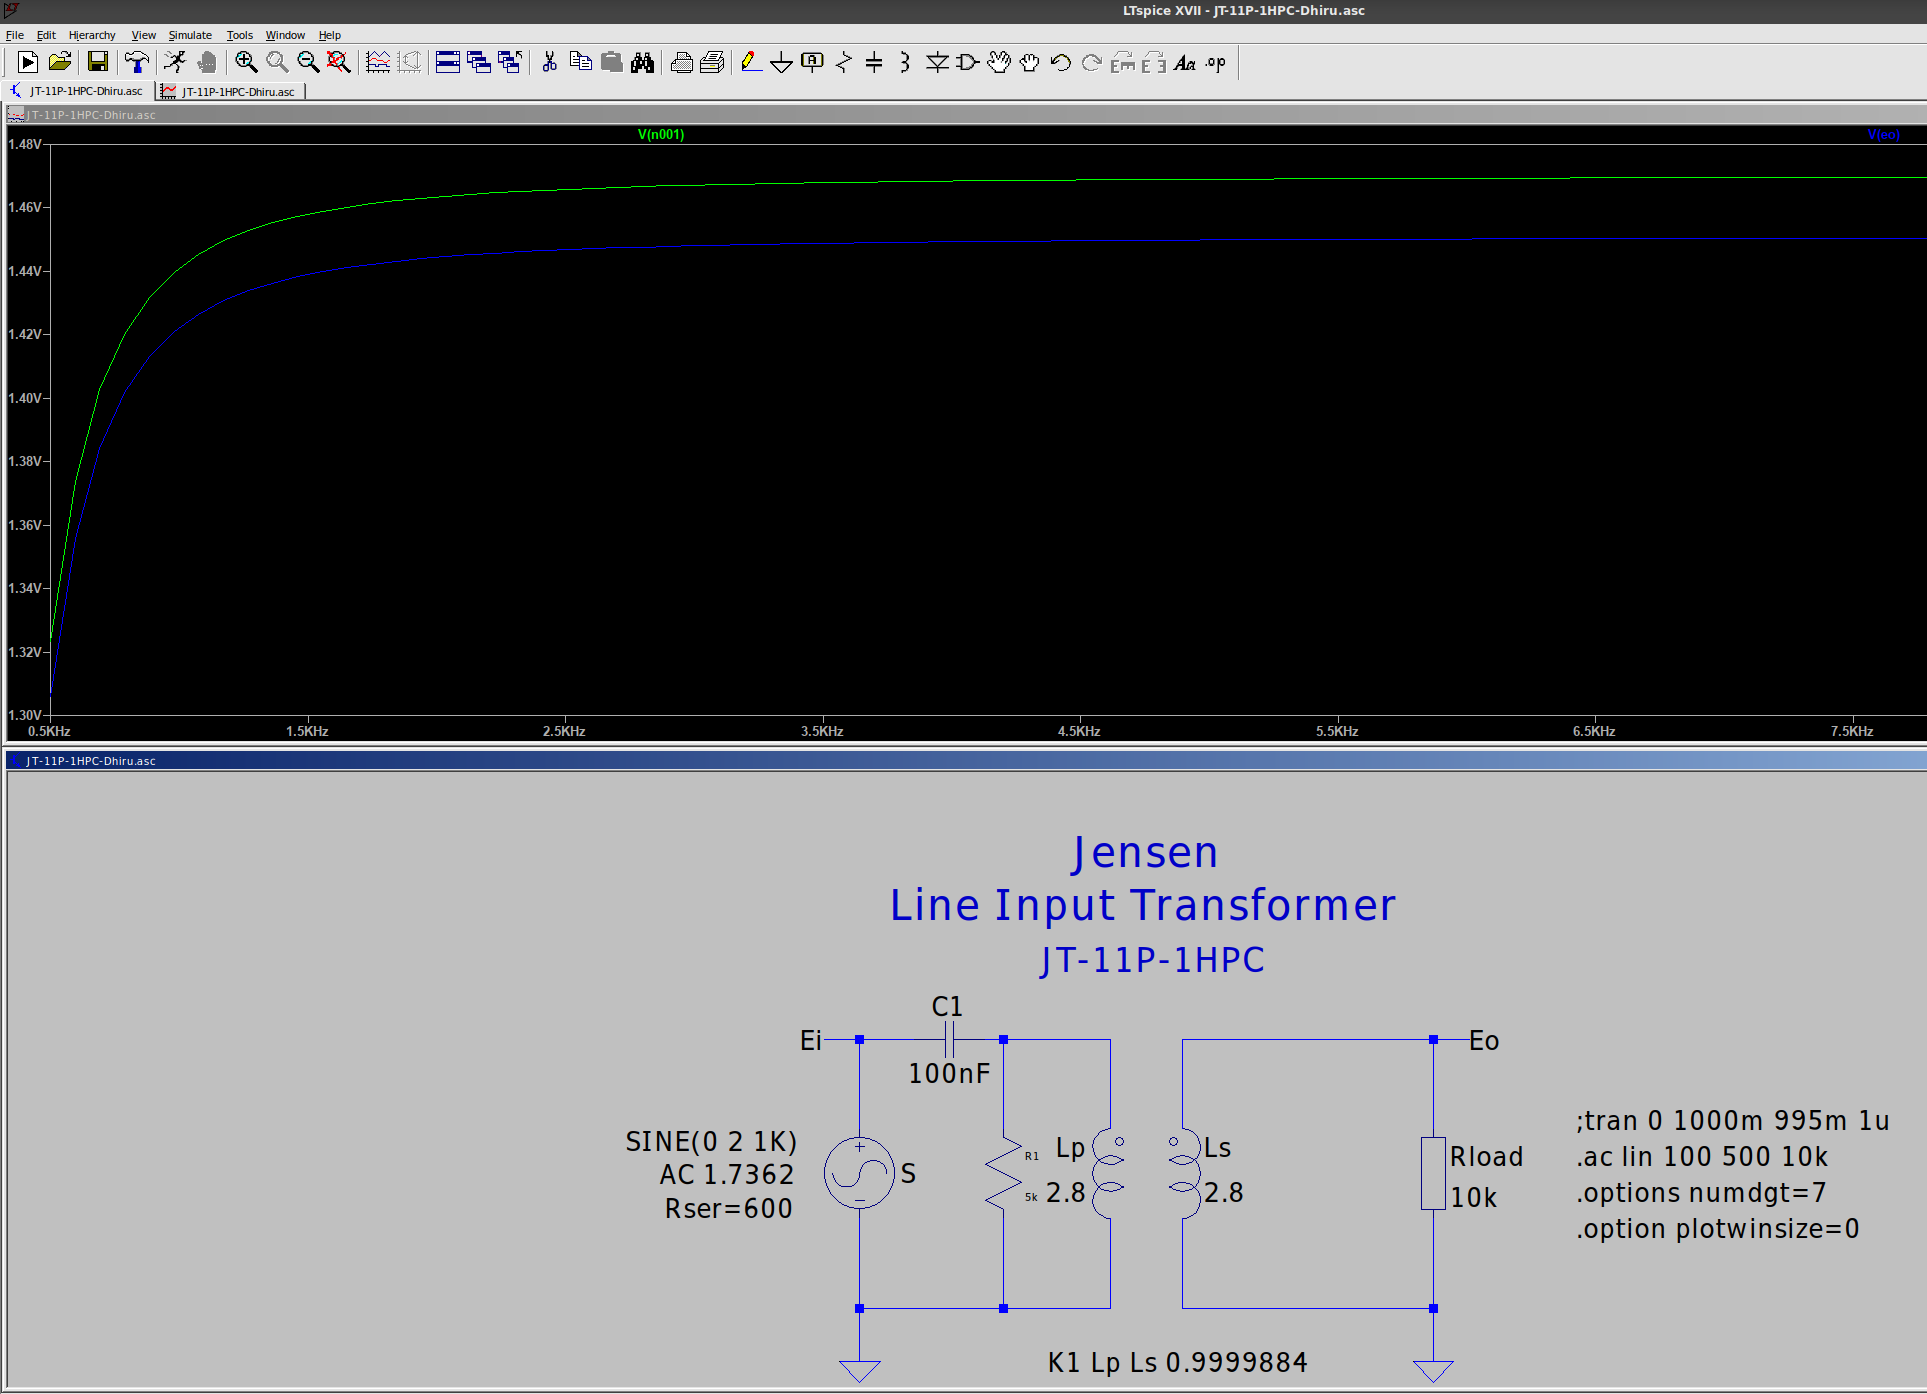 LTspice XVII - JT-11P-1HPC-Dhiru.asc
File Edit Hierarchy View Simulate Tools Window Help
JT-11P-1HPC-Dhiru.asc JT-11P-1HPC-Dhiru.asc
JT-11P-1HPC-Dhiru.asc
V(n001) V(eo)
1.48V
1.46V
1.44V
1.42V
1.40V
1.38V
1.36V
1.34V
1.32V
1.30V
0.5KHz 1.5KHz 2.5KHz 3.5KHz 4.5KHz 5.5KHz 6.5KHz 7.5KHz
JT-11P-1HPC-Dhiru.asc
Jensen
Line Input Transformer
JT-11P-1HPC
C1
Ei
Eo
100nF
SINE(0 2 1K)
AC 1.7362
Rser=600
S
R1
5k
Lp
2.8
Ls
2.8
Rload
10k
;tran 0 1000m 995m 1u
.ac lin 100 500 10k
.options numdgt=7
.option plotwinsize=0
K1 Lp Ls 0.9999884